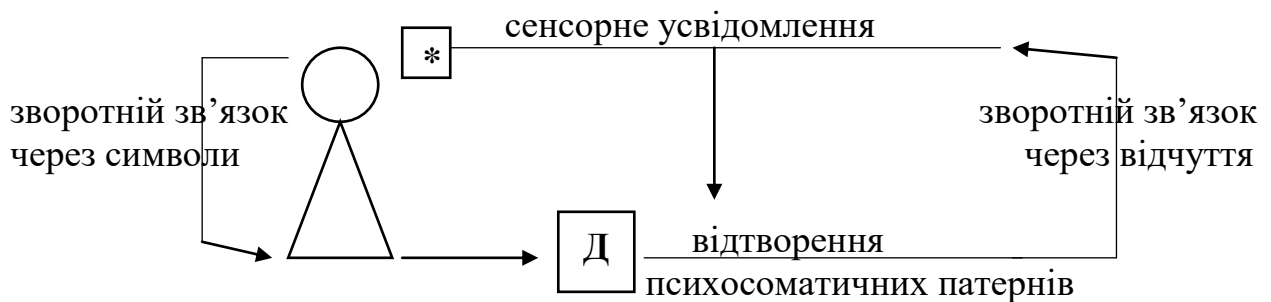 сенсорне усвідомлення
*
зворотній зв’язок
через символи
зворотній зв’язок
через відчуття
Д
відтворення
психосоматичних патернів